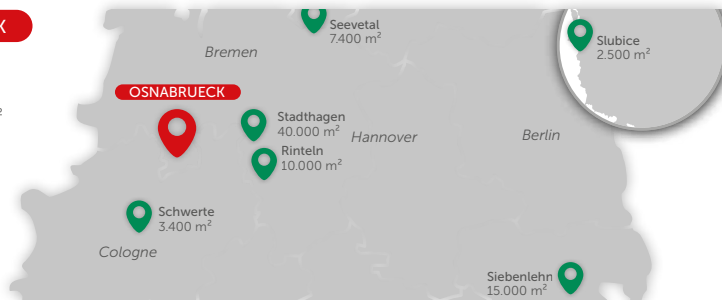 K
Seevetal
7.400 m²
Bremen
Slubice
2.500 m²
OSNABRUECK
²
Stadthagen
40.000 m²
Hannover
Berlin
Rinteln
10.000 m²
Schwerte
3.400 m²
Cologne
Siebenlehn
15.000 m²